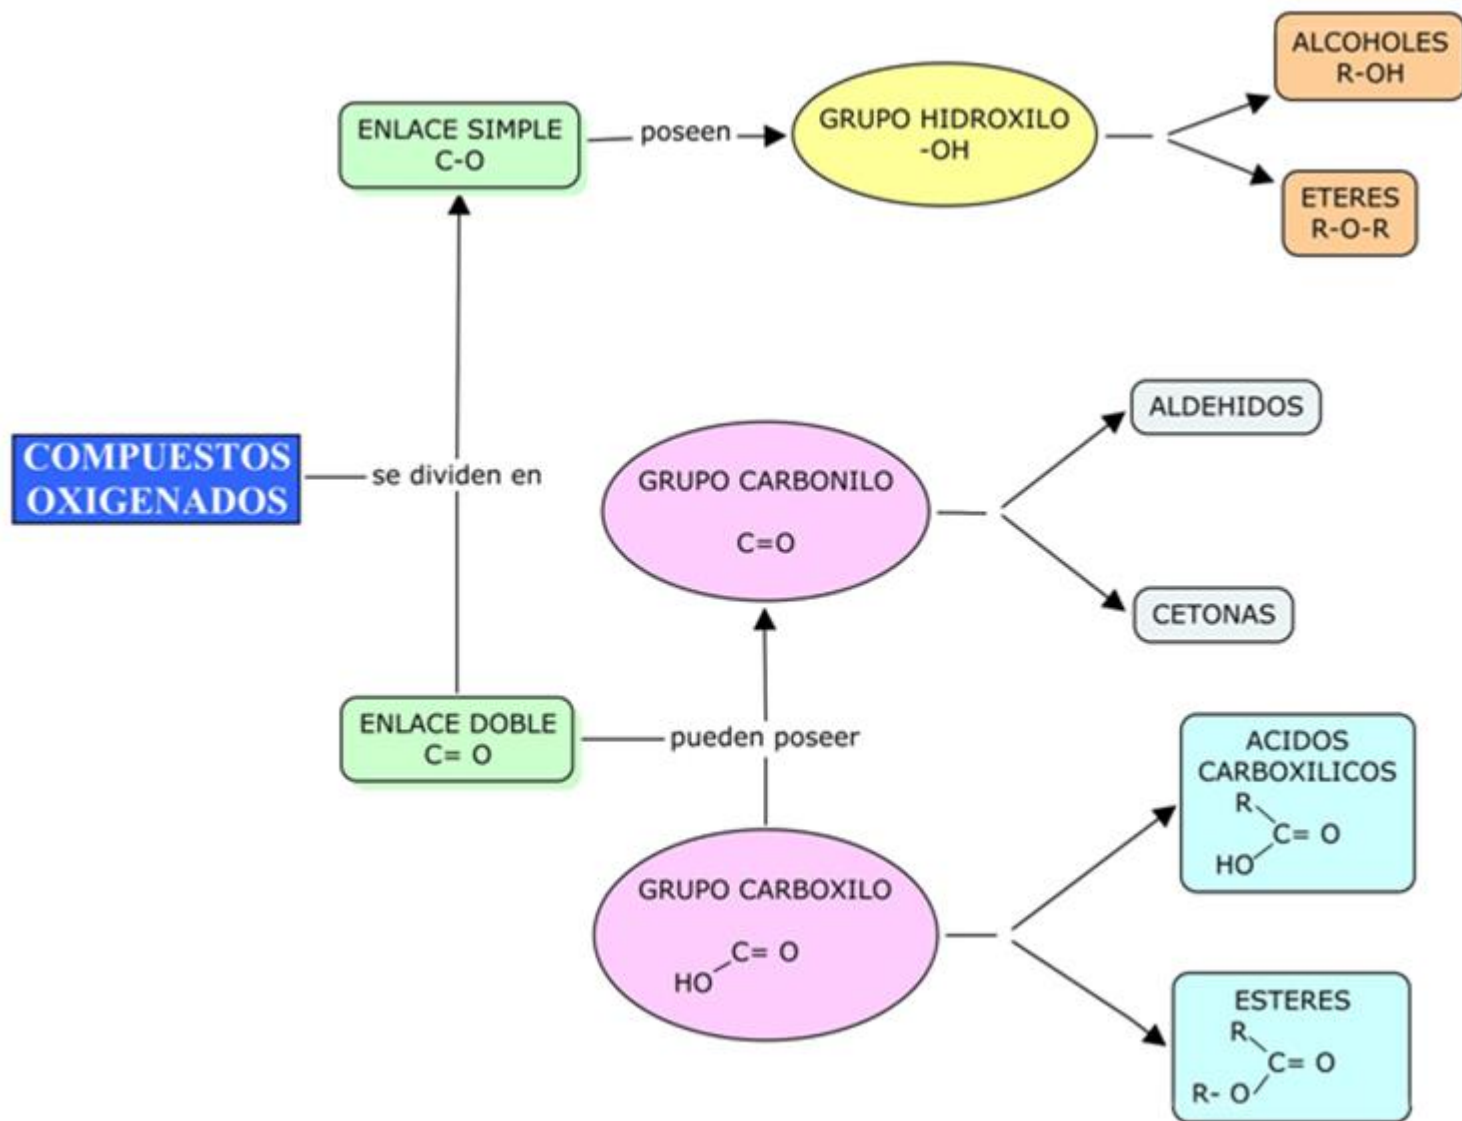 COMPUESTOS
OXIGENADOS
se dividen en
ENLACE SIMPLE
C-O
poseen
GRUPO HIDROXILO
-OH
ALCOHOLES
R-OH
ETERES
R-O-R
ENLACE DOBLE
C= O
pueden poseer
GRUPO CARBONILO
C=O
ALDEHIDOS
CETONAS
GRUPO CARBOXILO
C= O
HO
ACIDOS
CARBOXILICOS
R
C= O
HO
ESTERES
R
C= O
R- O